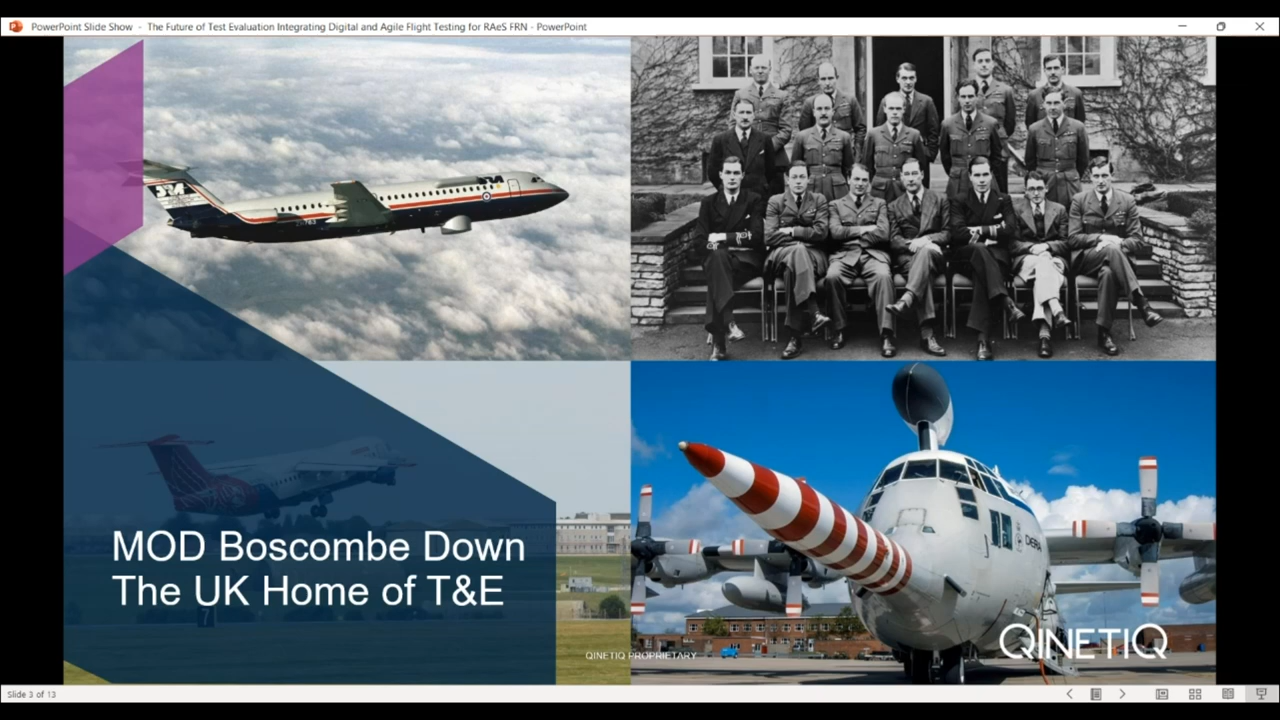 PowerPoint Slide Show - The Future of Test Evaluation Integrating Digital and Agile Flight Testing for RAeS FRN - PowerPoint
MOD Boscombe Down
The UK Home of T&E
QINETIQ PROPRIETARY
QINETIQ
Slide 3 of 13